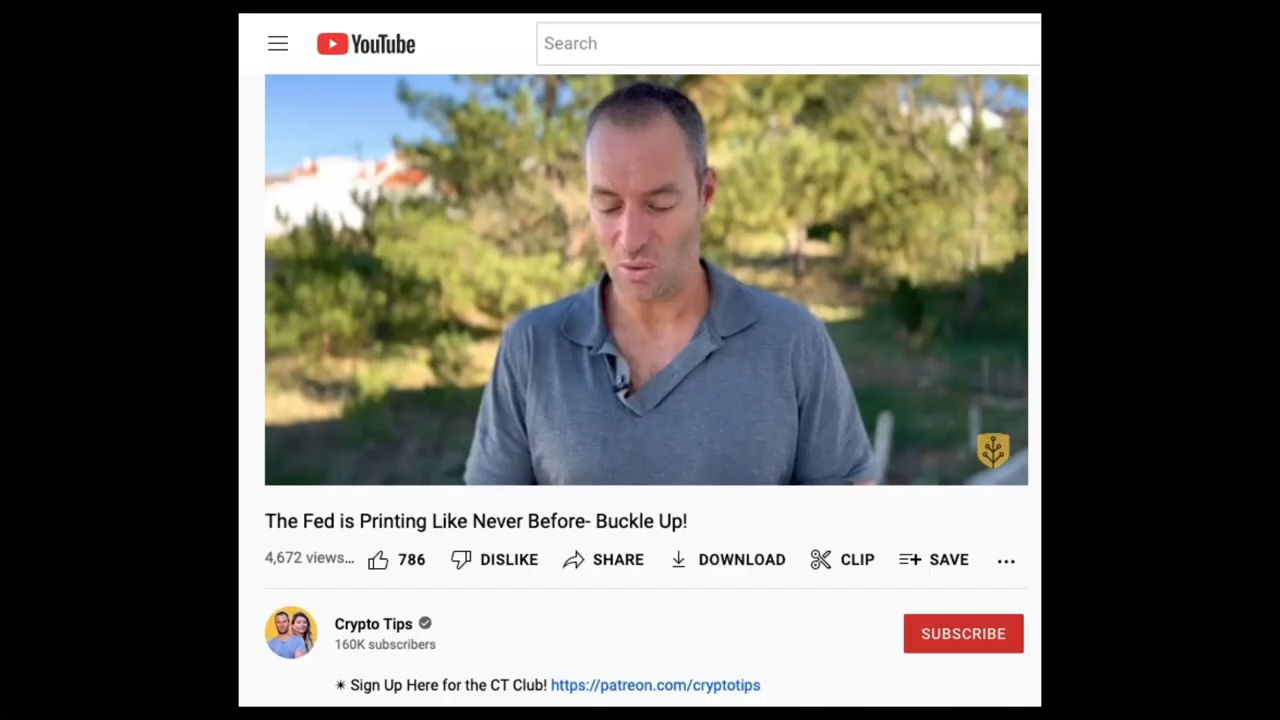 YouTube
Search
The Fed is Printing Like Never Before- Buckle Up!
4,672 views... 786 DISLIKE SHARE DOWNLOAD CLIP SAVE ...
Crypto Tips
160K subscribers
SUBSCRIBE
✴ Sign Up Here for the CT Club! https://patreon.com/cryptotips